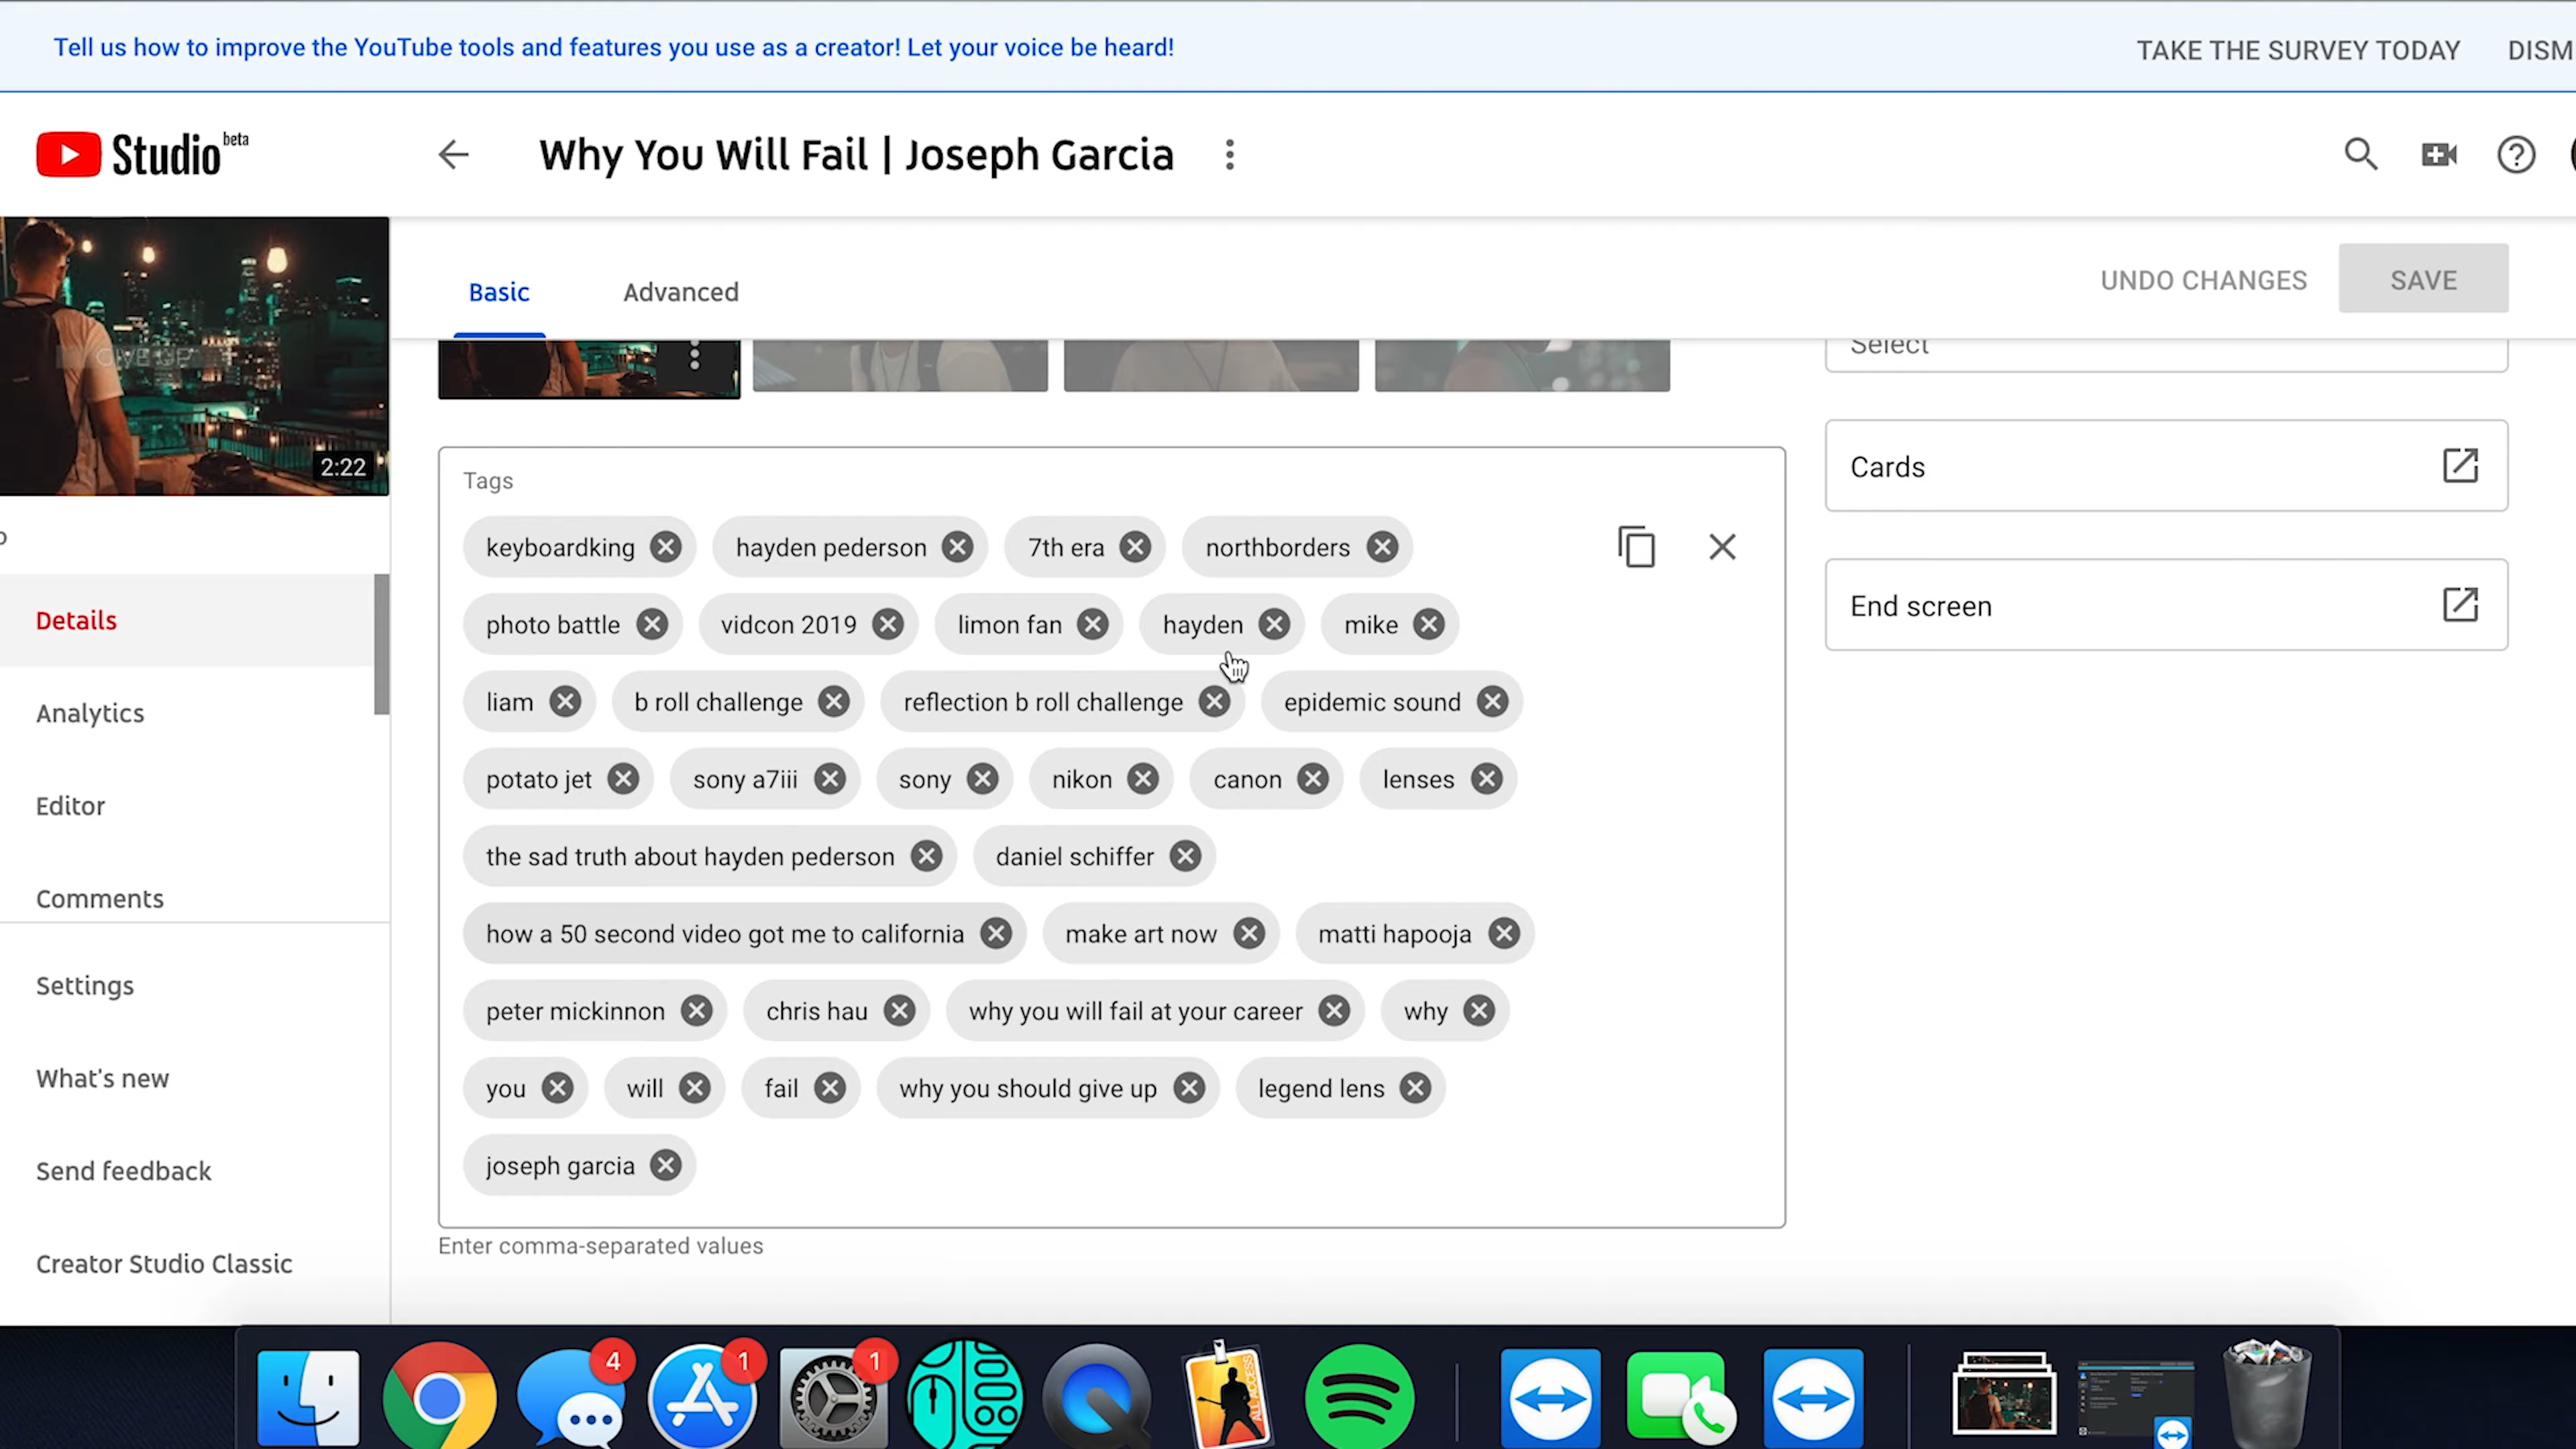 Tell us how to improve the YouTube tools and features you use as a creator! Let your voice be heard!
TAKE THE SURVEY TODAY
DISM
Studio beta
Why You Will Fail | Joseph Garcia
Basic
Advanced
UNDO CHANGES
SAVE
GIVE UP
2:22
Select
Cards
End screen
Details
Analytics
Editor
Comments
Settings
What's new
Send feedback
Creator Studio Classic
Tags
keyboardking hayden pederson 7th era northborders
photo battle vidcon 2019 limon fan hayden mike
liam b roll challenge reflection b roll challenge epidemic sound
potato jet sony a7iii sony nikon canon lenses
the sad truth about hayden pederson daniel schiffer
how a 50 second video got me to california make art now matti hapooja
peter mickinnon chris hau why you will fail at your career why
you will fail why you should give up legend lens
joseph garcia
Enter comma-separated values
4
1
1
ALL ACCESS